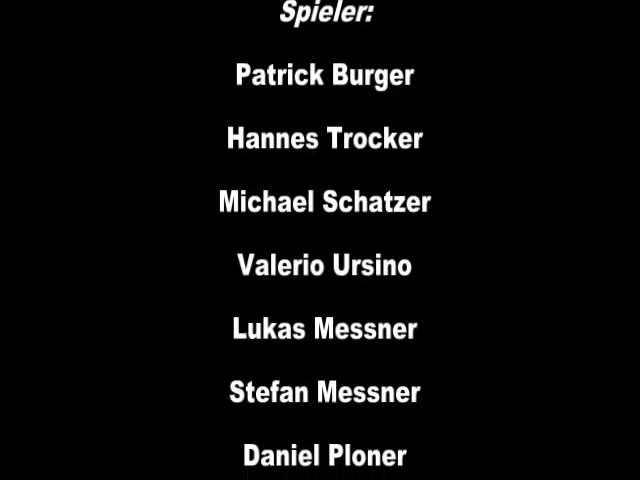 Spieler:
Patrick Burger
Hannes Trocker
Michael Schatzer
Valerio Ursino
Lukas Messner
Stefan Messner
Daniel Ploner